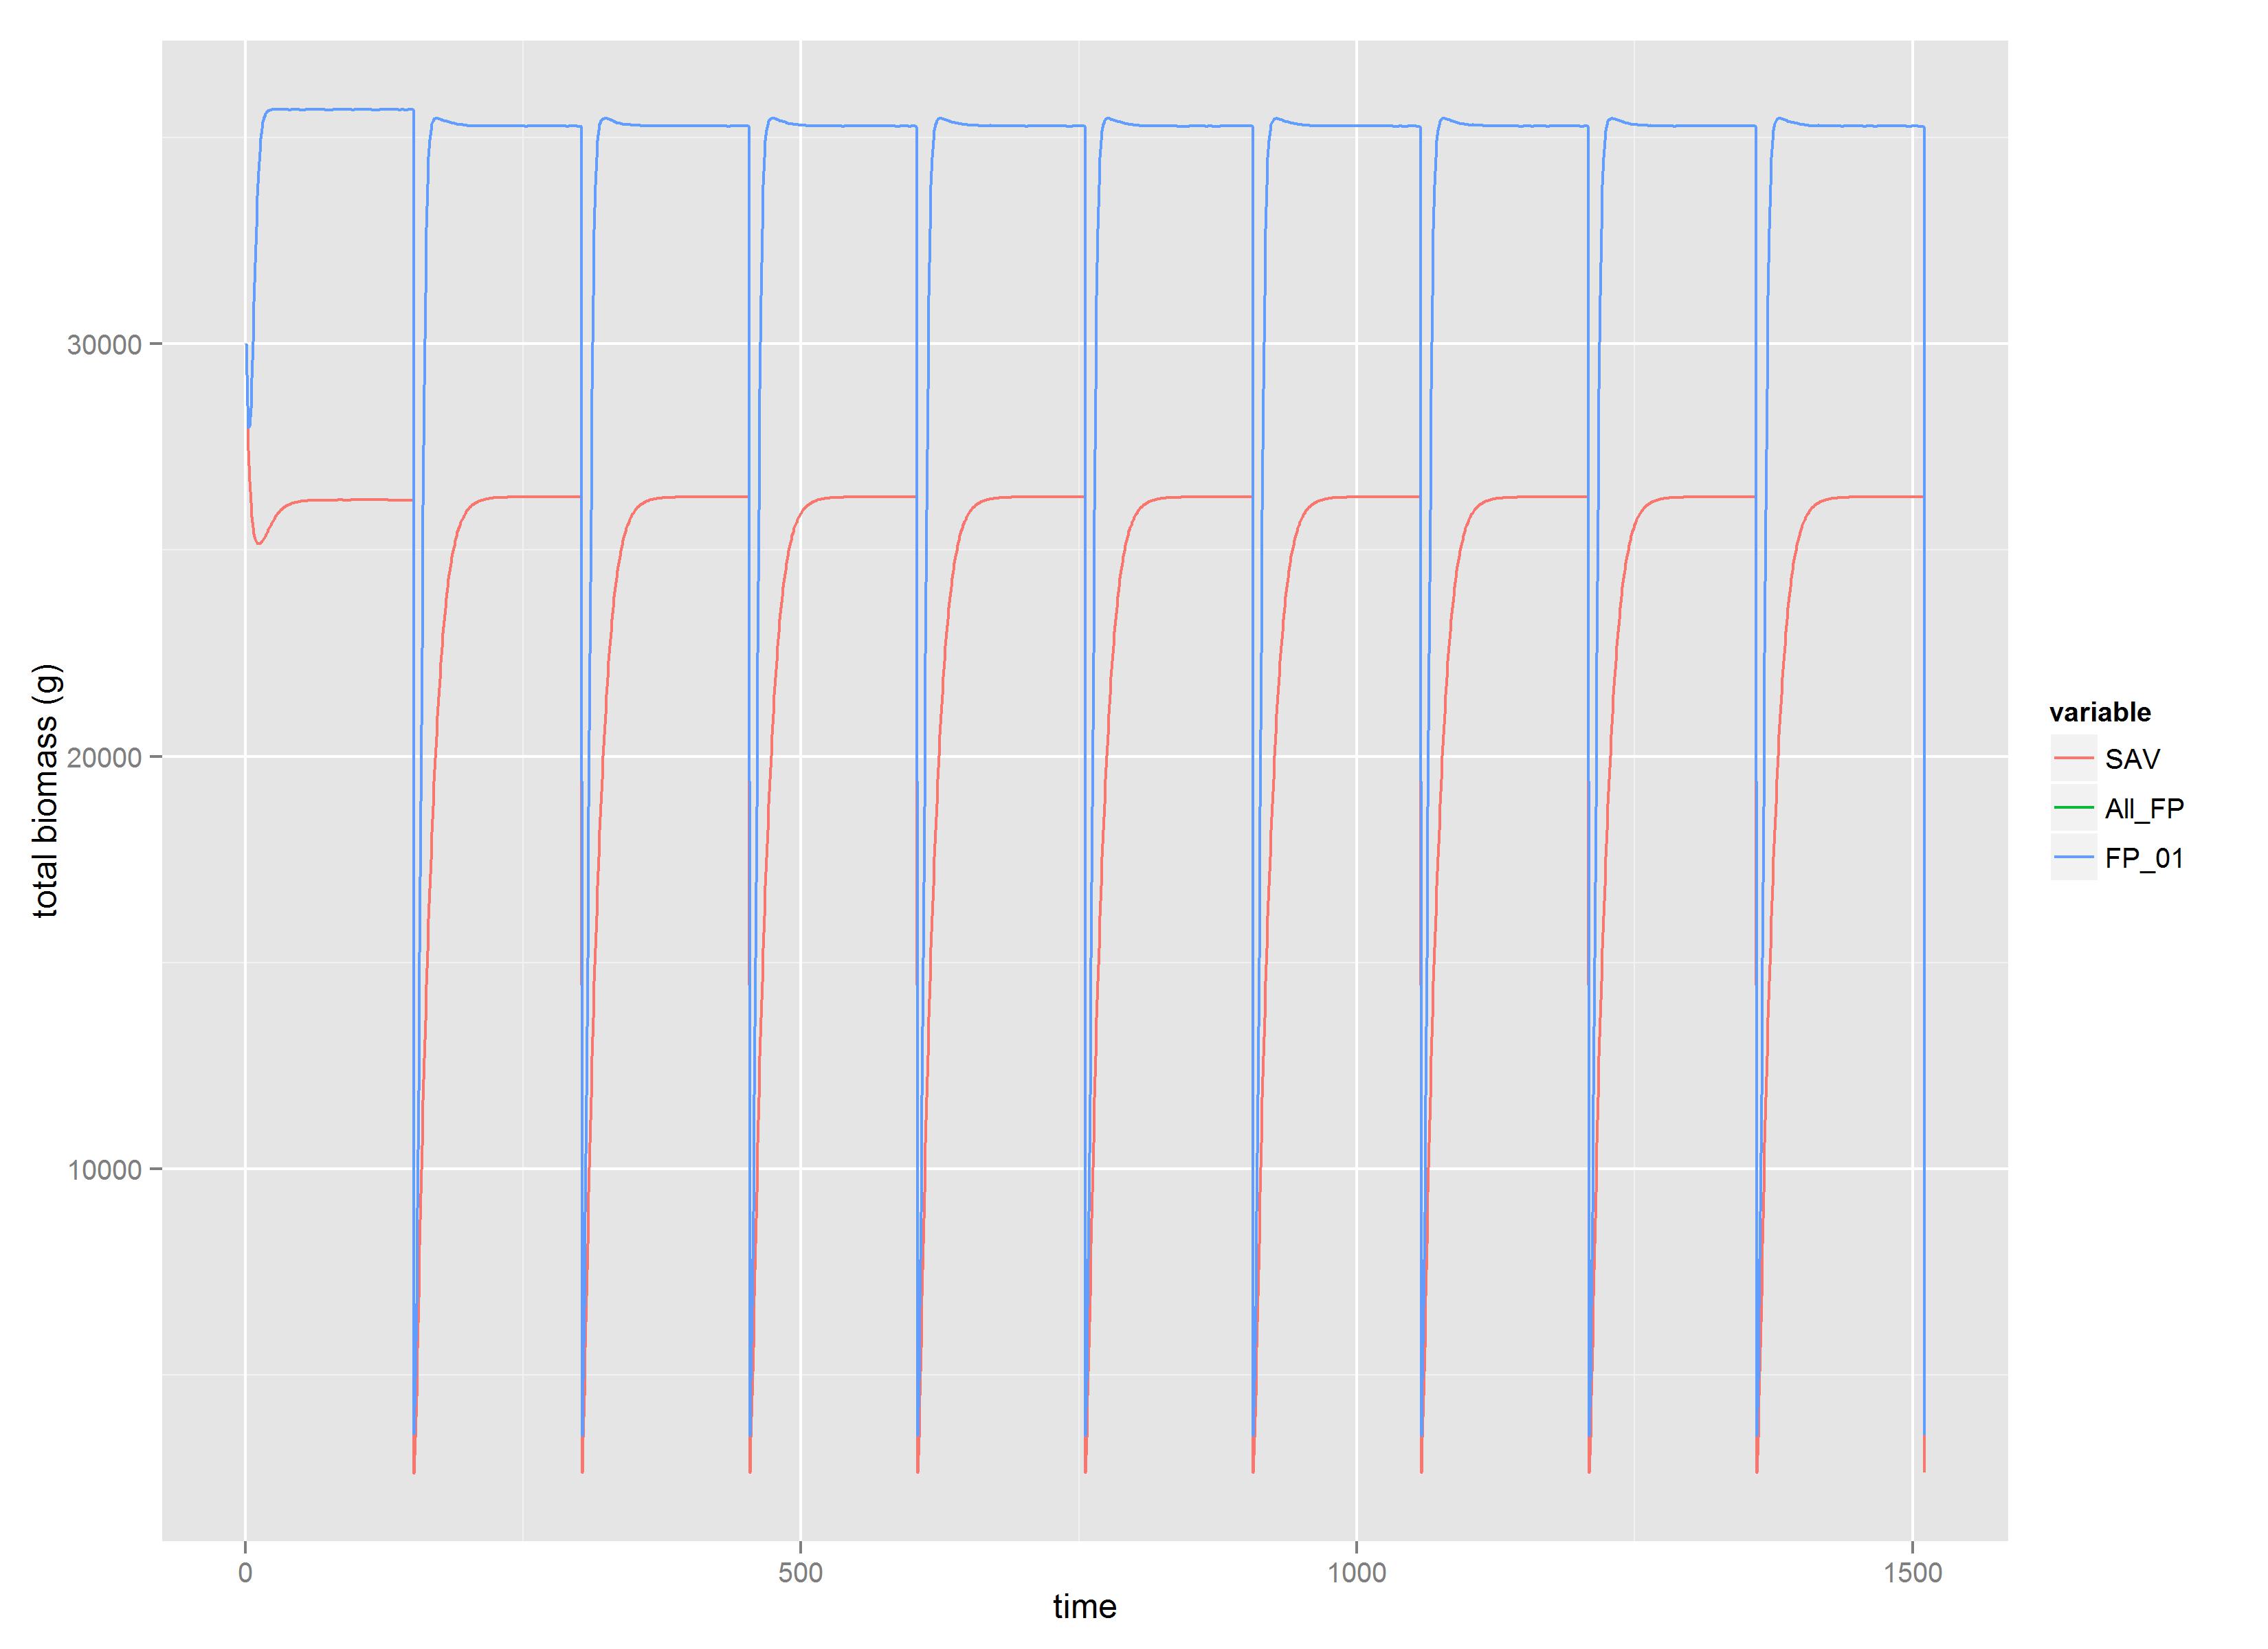 total biomass (g)
30000
20000
10000
0 500 1000 1500
time
variable
SAV
All_FP
FP_01